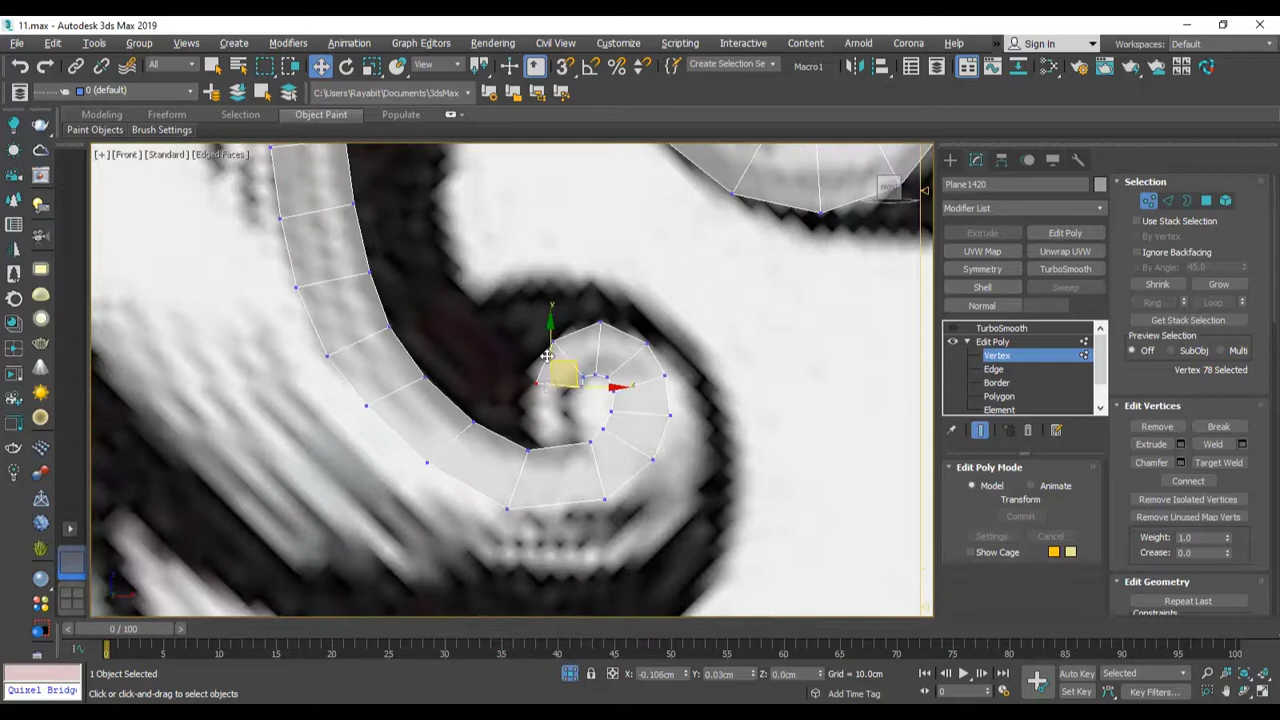 11.max - Autodesk 3ds Max 2019
File Edit Tools Group Views Create Modifiers Animation Graph Editors Rendering Civil View Customize Scripting Interactive Content Arnold Corona Help Sign In Workspaces: Default
All View Create Selection Se Macro1
0 (default) C:\Users\Rayabit\Documents\3dsMax
Modeling Freeform Selection Object Paint Populate
Paint Objects Brush Settings
[+] [Front] [Standard] [Edged Faces]
Plane1420
Modifier List
Extrude Edit Poly
UVW Map Unwrap UVW
Symmetry TurboSmooth
Shell Sweep
Normal
TurboSmooth
Edit Poly
Vertex
Edge
Border
Polygon
Element
Edit Poly Mode
Model Animate
Transform
Commit
Settings Cancel
Show Cage
Selection
Use Stack Selection
By Vertex
Ignore Backfacing
By Angle: 45.0
Shrink Grow
Ring Loop
Get Stack Selection
Preview Selection
Off SubObj Multi
Vertex 78 Selected
Edit Vertices
Remove Break
Extrude Weld
Chamfer Target Weld
Connect
Remove Isolated Vertices
Remove Unused Map Verts
Weight: 1.0
Crease: 0.0
Edit Geometry
Repeat Last
Constraints
0 / 100
0 5 10 15 20 25 30 35 40 45 50 55 60 65 70 75 80 85 90 95 100
1 Object Selected X: -0.106cm Y: 0.03cm Z: 0.0cm Grid = 10.0cm Auto Key Selected
Quixel Bridge Click or click-and-drag to select objects Add Time Tag 0 Set Key Key Filters...